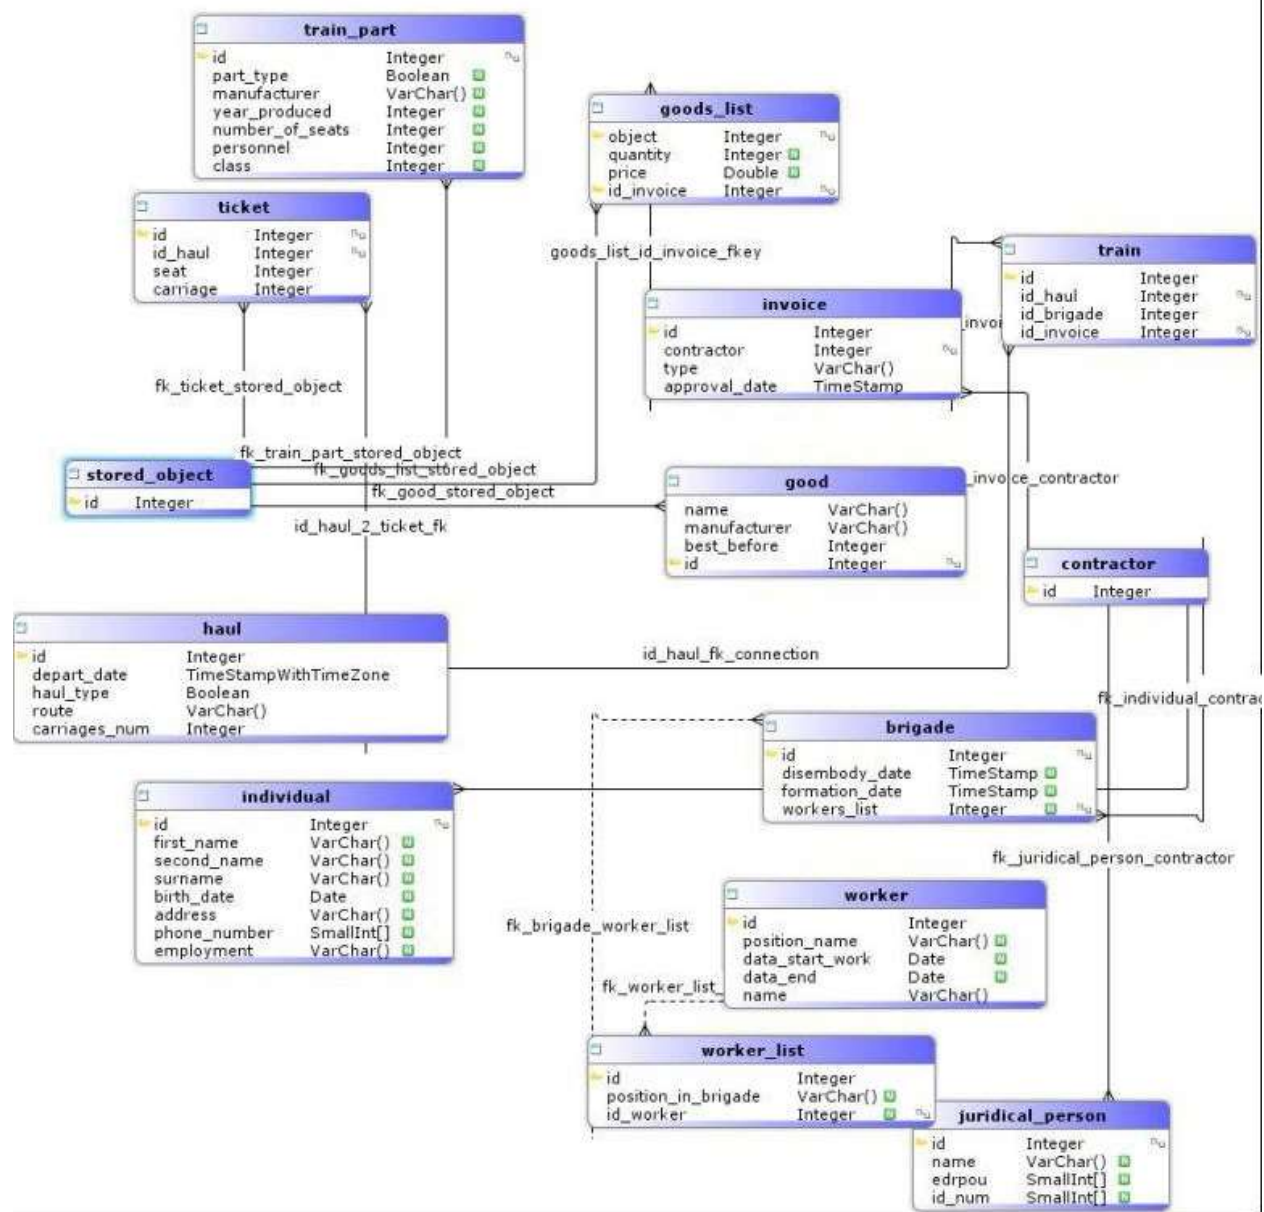 train_part
id Integer
part_type Boolean
manufacturer VarChar()
year_produced Integer
number_of_seats Integer
personnel Integer
class Integer
goods_list
object Integer
quantity Integer
price Double
id_invoice Integer
ticket
id Integer
id_haul Integer
seat Integer
carriage Integer
goods_list_id_invoice_fkey
train
id Integer
id_haul Integer
id_brigade Integer
id_invoice Integer
invoice
id Integer
contractor Integer
type VarChar()
approval_date TimeStamp
_invoi
fk_ticket_stored_object
fk_train_part_stored_object
fk_goods_list_stored_object
fk_good_stored_object
stored_object
id Integer
good
name VarChar()
manufacturer VarChar()
best_before Integer
id Integer
_invoice_contractor
id_haul_2_ticket_fk
contractor
id Integer
haul
id Integer
depart_date TimeStampWithTimeZone
haul_type Boolean
route VarChar()
carriages_num Integer
id_haul_fk_connection
fk_individual_contrac
brigade
id Integer
disembody_date TimeStamp
formation_date TimeStamp
workers_list Integer
individual
id Integer
first_name VarChar()
second_name VarChar()
surname VarChar()
birth_date Date
address VarChar()
phone_number SmallInt[]
employment VarChar()
fk_juridical_person_contractor
fk_brigade_worker_list
worker
id Integer
position_name VarChar()
data_start_work Date
data_end Date
name VarChar()
fk_worker_list_
worker_list
id Integer
position_in_brigade VarChar()
id_worker Integer
juridical_person
id Integer
name VarChar()
edrpou SmallInt[]
id_num SmallInt[]